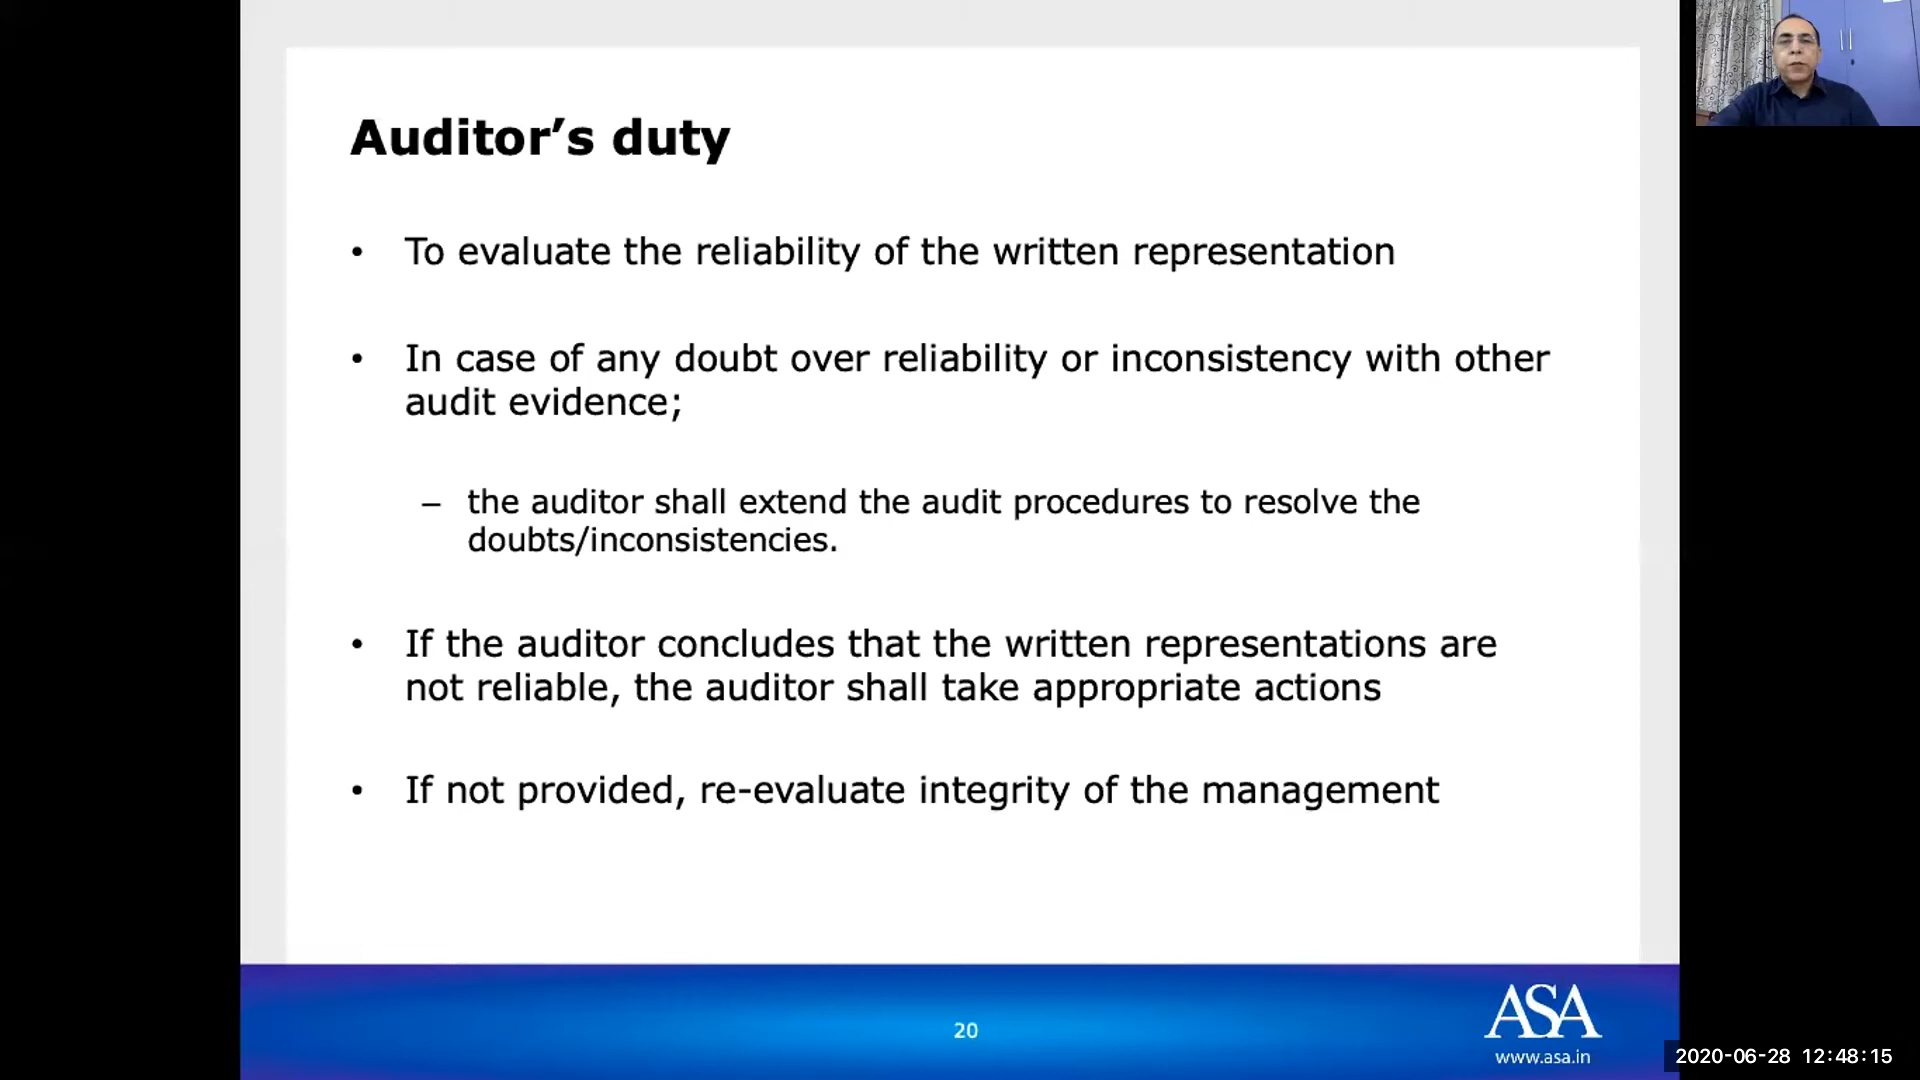 Auditor’s duty
• To evaluate the reliability of the written representation
• In case of any doubt over reliability or inconsistency with other
audit evidence;
– the auditor shall extend the audit procedures to resolve the
doubts/inconsistencies.
• If the auditor concludes that the written representations are
not reliable, the auditor shall take appropriate actions
• If not provided, re-evaluate integrity of the management
20
ASA
www.asa.in
2020-06-28 12:48:15